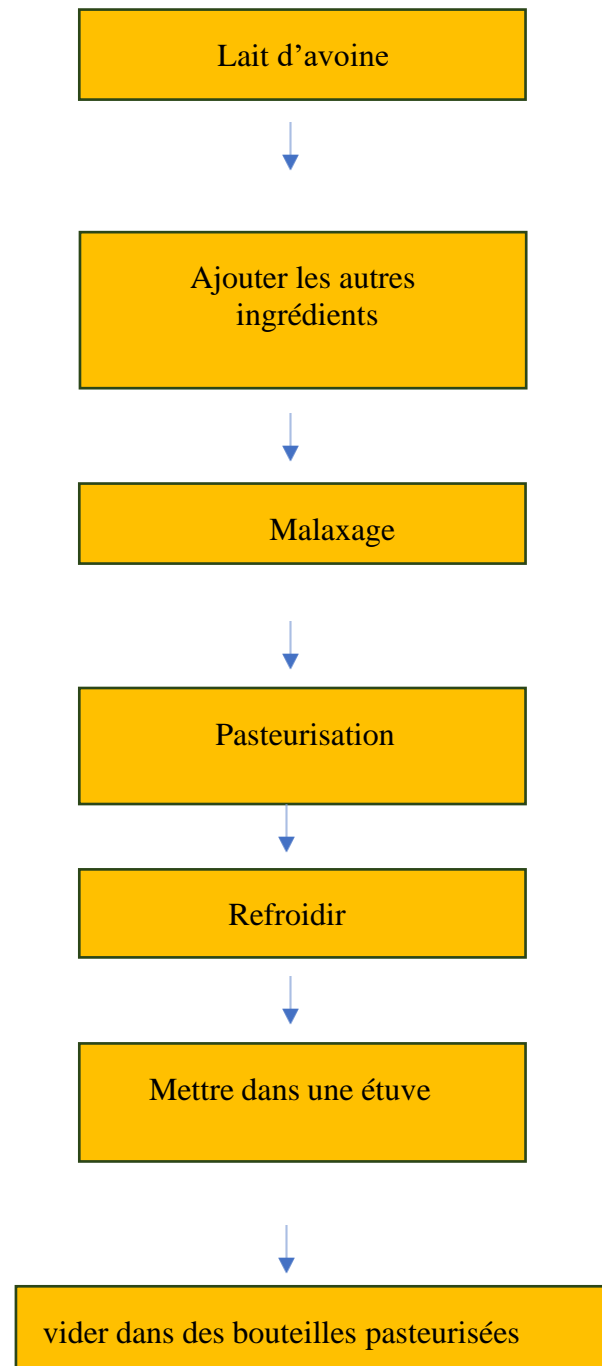 Lait d’avoine
Ajouter les autres
ingrédients
Malaxage
Pasteurisation
Refroidir
Mettre dans une étuve
vider dans des bouteilles pasteurisées